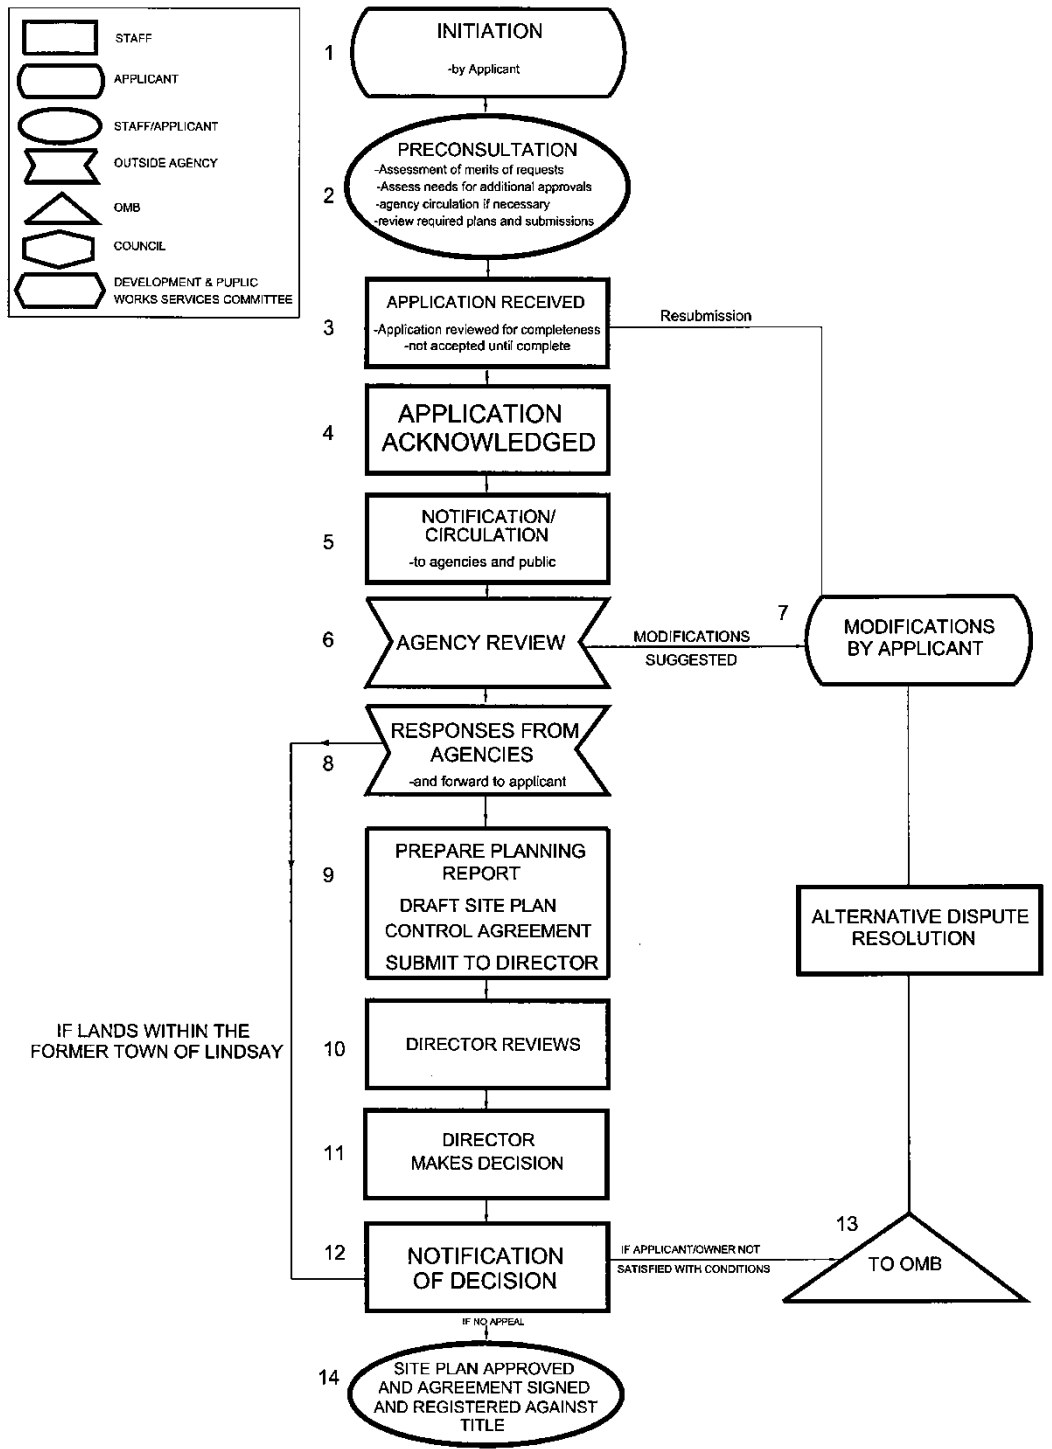 STAFF
APPLICANT
STAFF/APPLICANT
OUTSIDE AGENCY
OMB
COUNCIL
DEVELOPMENT & PUPLIC
WORKS SERVICES COMMITTEE
1
INITIATION
-by Applicant
2
PRECONSULTATION
-Assessment of merits of requests
-Assess needs for additional approvals
-agency circulation if necessary
-review required plans and submissions
3
APPLICATION RECEIVED
-Application reviewed for completeness
-not accepted until complete
Resubmission
4
APPLICATION
ACKNOWLEDGED
5
NOTIFICATION/
CIRCULATION
-to agencies and public
6
AGENCY REVIEW
MODIFICATIONS
SUGGESTED
7
MODIFICATIONS
BY APPLICANT
8
RESPONSES FROM
AGENCIES
-and forward to applicant
9
PREPARE PLANNING
REPORT
DRAFT SITE PLAN
CONTROL AGREEMENT
SUBMIT TO DIRECTOR
ALTERNATIVE DISPUTE
RESOLUTION
IF LANDS WITHIN THE
FORMER TOWN OF LINDSAY
10
DIRECTOR REVIEWS
11
DIRECTOR
MAKES DECISION
12
NOTIFICATION
OF DECISION
IF APPLICANT/OWNER NOT
SATISFIED WITH CONDITIONS
13
TO OMB
IF NO APPEAL
14
SITE PLAN APPROVED
AND AGREEMENT SIGNED
AND REGISTERED AGAINST
TITLE